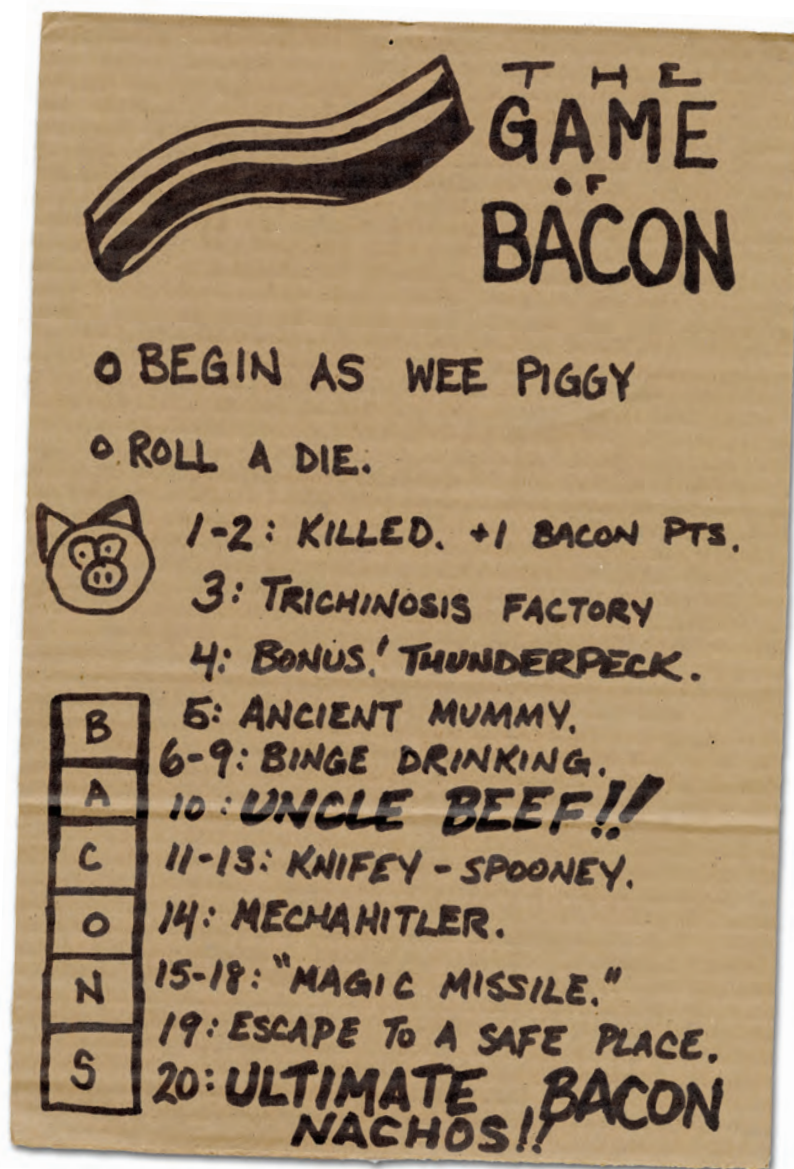 THE
GAME
OF
BACON
O BEGIN AS WEE PIGGY
O ROLL A DIE.
1-2: KILLED. +1 BACON PTS.
3: TRICHINOSIS FACTORY
4: BONUS! THUNDERPECK.
5: ANCIENT MUMMY.
6-9: BINGE DRINKING.
10: UNCLE BEEF!!
11-13: KNIFEY-SPOONEY.
14: MECHAHITLER.
15-18: "MAGIC MISSILE."
19: ESCAPE TO A SAFE PLACE.
20: ULTIMATE BACON
NACHOS!!
B
A
C
O
N
S